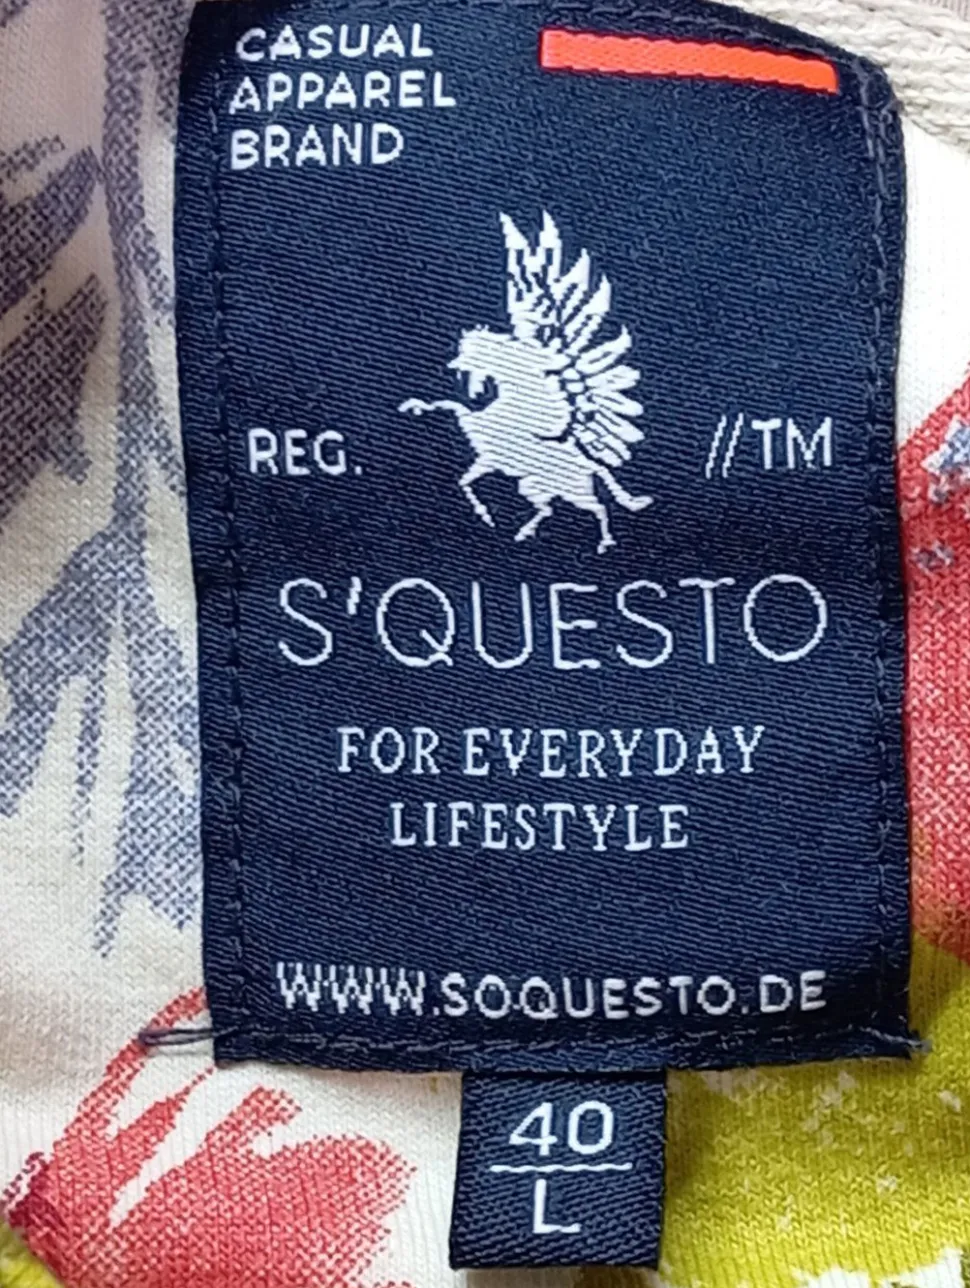 CASUAL
APPAREL
BRAND
REG. //TM
S'QUESTO
FOR EVERYDAY
LIFESTYLE
WWW.SOQUESTO.DE
40
L